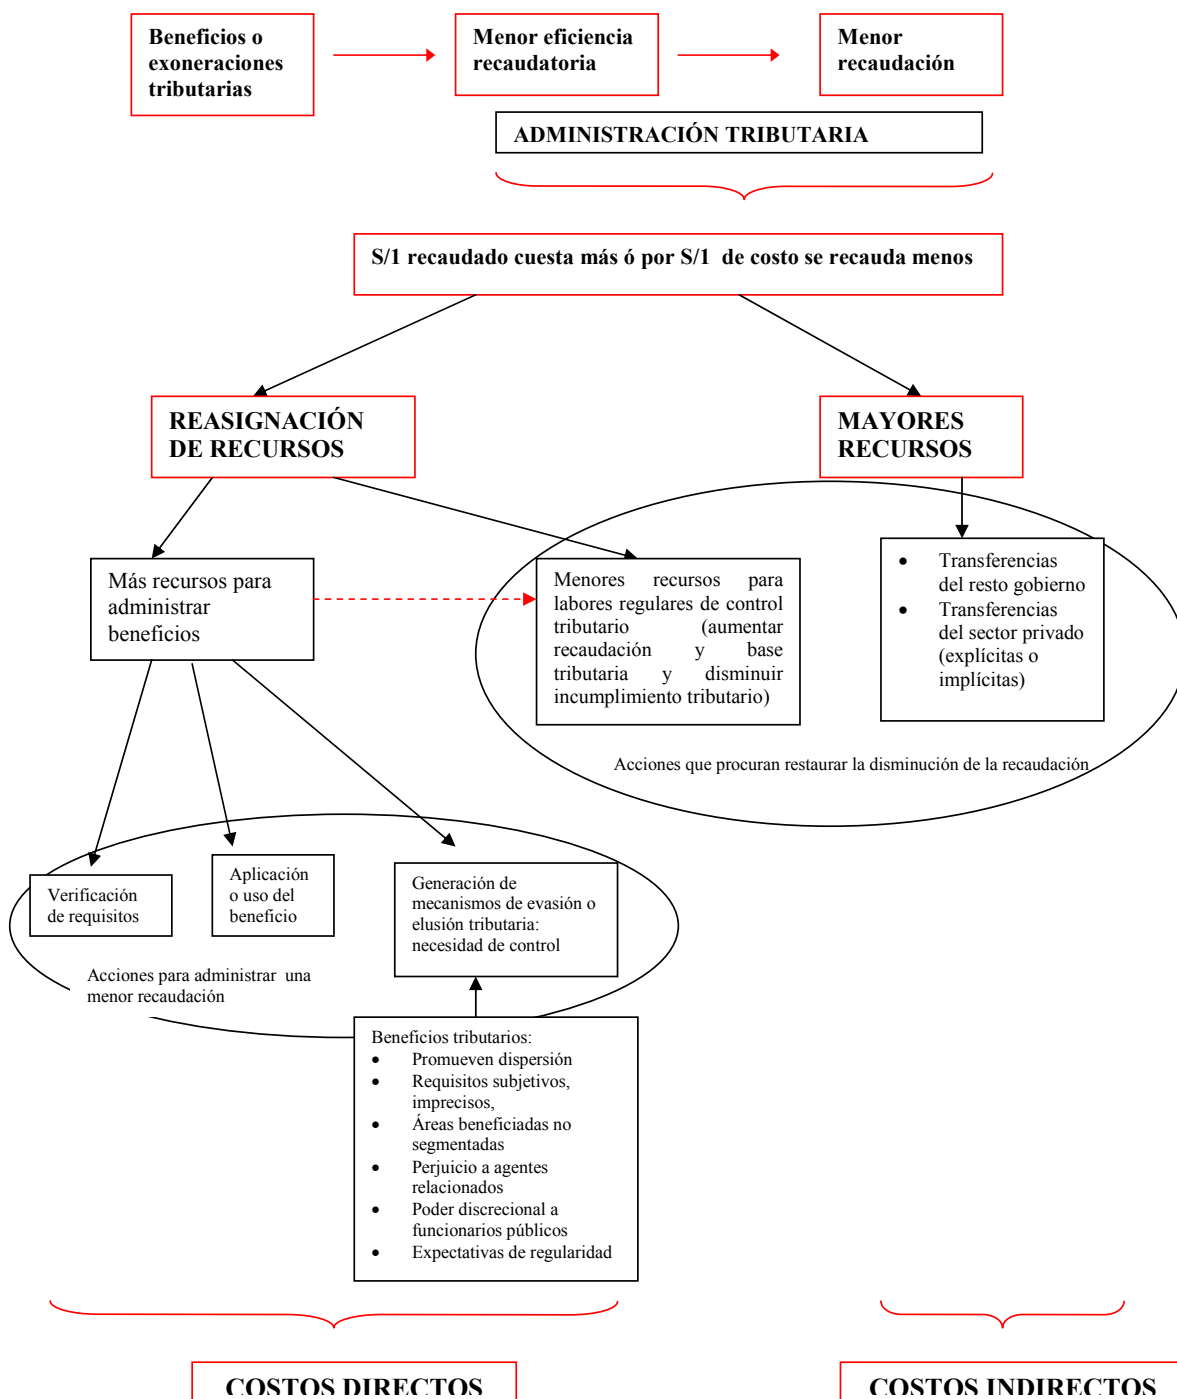 Beneficios o
exoneraciones
tributarias
Menor eficiencia
recaudatoria
Menor
recaudación
ADMINISTRACIÓN TRIBUTARIA
S/1 recaudado cuesta más ó por S/1 de costo se recauda menos
REASIGNACIÓN
DE RECURSOS
MAYORES
RECURSOS
Más recursos para
administrar
beneficios
Menores recursos para
labores regulares de control
tributario (aumentar
recaudación y base
tributaria y disminuir
incumplimiento tributario)
• Transferencias
del resto gobierno
• Transferencias
del sector privado
(explícitas o
implícitas)
Acciones que procuran restaurar la disminución de la recaudación
Verificación
de requisitos
Aplicación
o uso del
beneficio
Generación de
mecanismos de evasión o
elusión tributaria:
necesidad de control
Acciones para administrar una
menor recaudación
Beneficios tributarios:
• Promueven dispersión
• Requisitos subjetivos,
imprecisos,
• Áreas beneficiadas no
segmentadas
• Perjuicio a agentes
relacionados
• Poder discrecional a
funcionarios públicos
• Expectativas de regularidad
COSTOS DIRECTOS
COSTOS INDIRECTOS